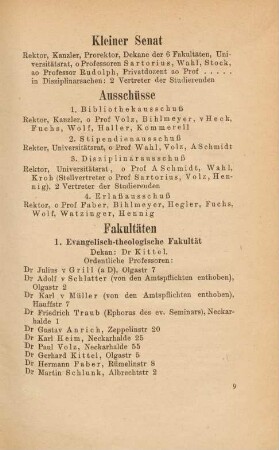 Kleiner Senat
Rektor, Kanzler, Prorektor, Dekane der 6 Fakultäten, Uni-
versitätsrat, o Professoren Sartorius, Wahl, Stock,
ao Professor Rudolph, Privatdozent ao Prof . . . . .
in Disziplinarsachen: 2 Vertreter der Studierenden
Ausschüsse
1. Bibliothekausschuß
Rektor, Kanzler, o Prof Volz, Bihlmeyer, vHeck,
Fuchs, Wolf, Haller, Kommerell
2. Stipendienausschuß
Rektor, Universitätsrat, o Prof Wahl, Volz, ASchmidt
3. Disziplinärausschuß
Rektor, Universitätsrat, o Prof ASchmidt, Wahl,
Kroh (Stellvertreter o Prof Sartorius, Volz, Hen-
nig), 2 Vertreter der Studierenden
4. Erlaßausschuß
Rektor, o Prof Faber, Bihlmeyer, Hegler, Fuchs,
Wolf, Watzinger, Hennig
Fakultäten
1. Evangelisch-theologische Fakultät
Dekan: Dr Kittel.
Ordentliche Professoren:
Dr Julius v Grill (a D), Olgastr 7
Dr Adolf v Schlatter (von den Amtspflichten enthoben),
Olgastr 2
Dr Karl v Müller (von den Amtspflichten enthoben),
Hauffstr 7
Dr Friedrich Traub (Ephorus des ev. Seminars), Neckar-
halde 1
Dr Gustav Anrich, Zeppelinstr 20
Dr Karl Heim, Neckarhalde 55
Dr Paul Volz, Neckarhalde 55
Dr Gerhard Kittel, Olgastr 5
Dr Hermann Faber, Rümelinstr 8
Dr Martin Schlunk, Albrechtstr 2
9